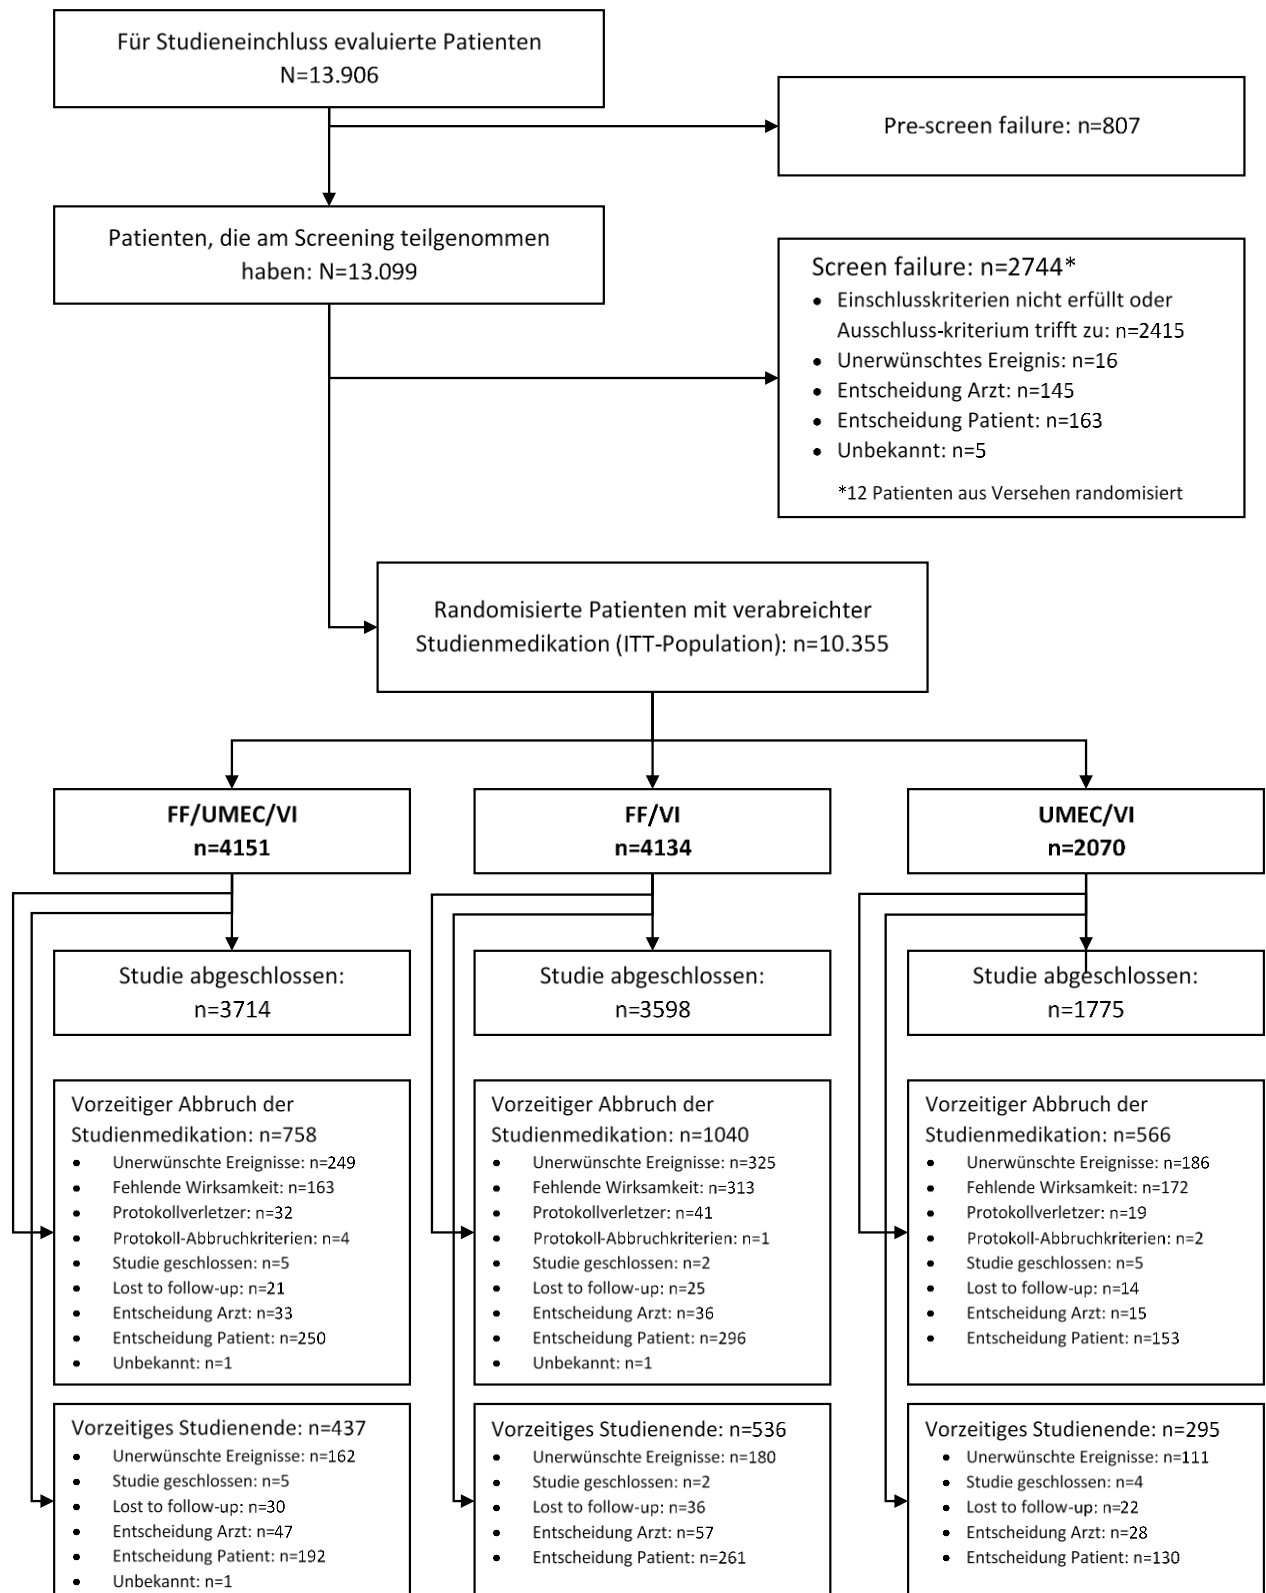 Für Studieneinschluss evaluierte Patienten
N=13.906
Pre-screen failure: n=807
Patienten, die am Screening teilgenommen
haben: N=13.099
Screen failure: n=2744*
• Einschlusskriterien nicht erfüllt oder
Ausschluss-kriterium trifft zu: n=2415
• Unerwünschtes Ereignis: n=16
• Entscheidung Arzt: n=145
• Entscheidung Patient: n=163
• Unbekannt: n=5
*12 Patienten aus Versehen randomisiert
Randomisierte Patienten mit verabreichter
Studienmedikation (ITT-Population): n=10.355
FF/UMEC/VI
n=4151
FF/VI
n=4134
UMEC/VI
n=2070
Studie abgeschlossen:
n=3714
Studie abgeschlossen:
n=3598
Studie abgeschlossen:
n=1775
Vorzeitiger Abbruch der
Studienmedikation: n=758
• Unerwünschte Ereignisse: n=249
• Fehlende Wirksamkeit: n=163
• Protokollverletzer: n=32
• Protokoll-Abbruchkriterien: n=4
• Studie geschlossen: n=5
• Lost to follow-up: n=21
• Entscheidung Arzt: n=33
• Entscheidung Patient: n=250
• Unbekannt: n=1
Vorzeitiger Abbruch der
Studienmedikation: n=1040
• Unerwünschte Ereignisse: n=325
• Fehlende Wirksamkeit: n=313
• Protokollverletzer: n=41
• Protokoll-Abbruchkriterien: n=1
• Studie geschlossen: n=2
• Lost to follow-up: n=25
• Entscheidung Arzt: n=36
• Entscheidung Patient: n=296
• Unbekannt: n=1
Vorzeitiger Abbruch der
Studienmedikation: n=566
• Unerwünschte Ereignisse: n=186
• Fehlende Wirksamkeit: n=172
• Protokollverletzer: n=19
• Protokoll-Abbruchkriterien: n=2
• Studie geschlossen: n=5
• Lost to follow-up: n=14
• Entscheidung Arzt: n=15
• Entscheidung Patient: n=153
Vorzeitiges Studienende: n=437
• Unerwünschte Ereignisse: n=162
• Studie geschlossen: n=5
• Lost to follow-up: n=30
• Entscheidung Arzt: n=47
• Entscheidung Patient: n=192
• Unbekannt: n=1
Vorzeitiges Studienende: n=536
• Unerwünschte Ereignisse: n=180
• Studie geschlossen: n=2
• Lost to follow-up: n=36
• Entscheidung Arzt: n=57
• Entscheidung Patient: n=261
Vorzeitiges Studienende: n=295
• Unerwünschte Ereignisse: n=111
• Studie geschlossen: n=4
• Lost to follow-up: n=22
• Entscheidung Arzt: n=28
• Entscheidung Patient: n=130